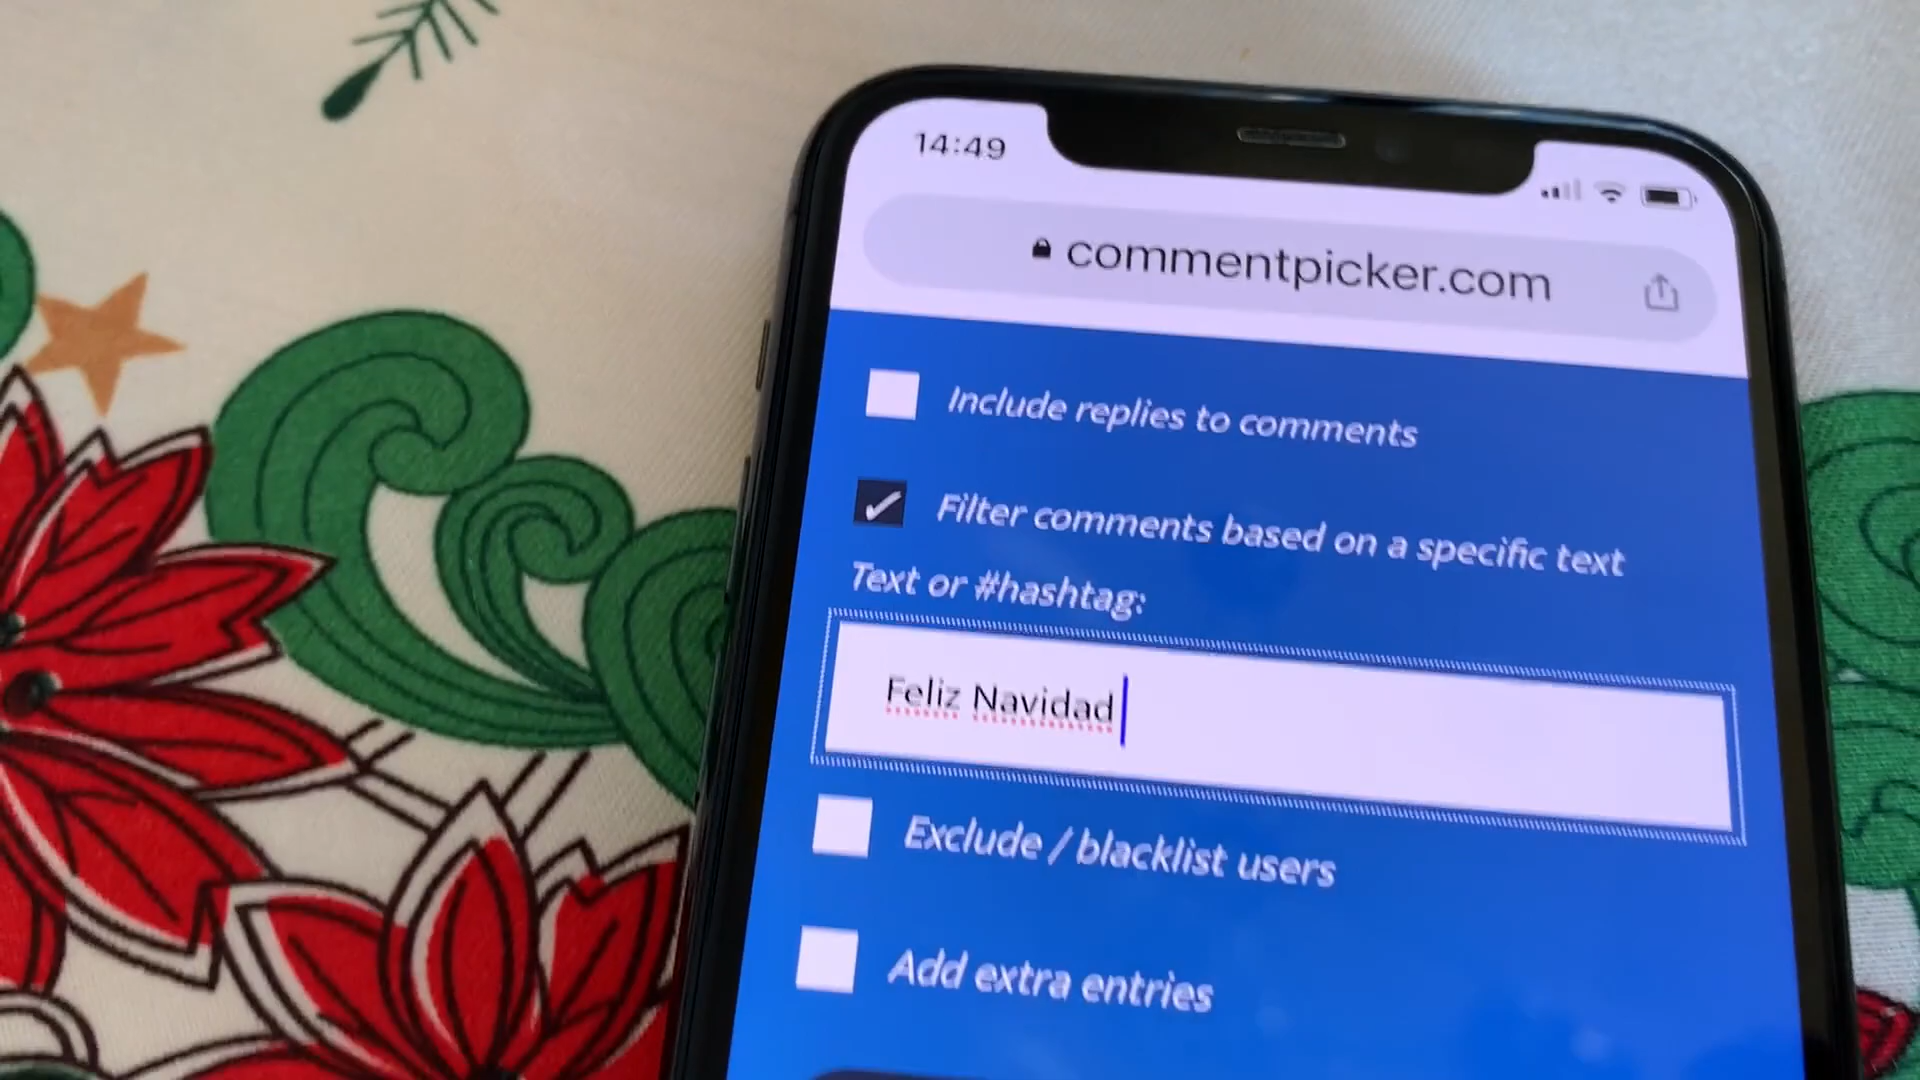 14:49
commentpicker.com
Include replies to comments
Filter comments based on a specific text
Text or #hashtag:
Feliz Navidad
Exclude / blacklist users
Add extra entries